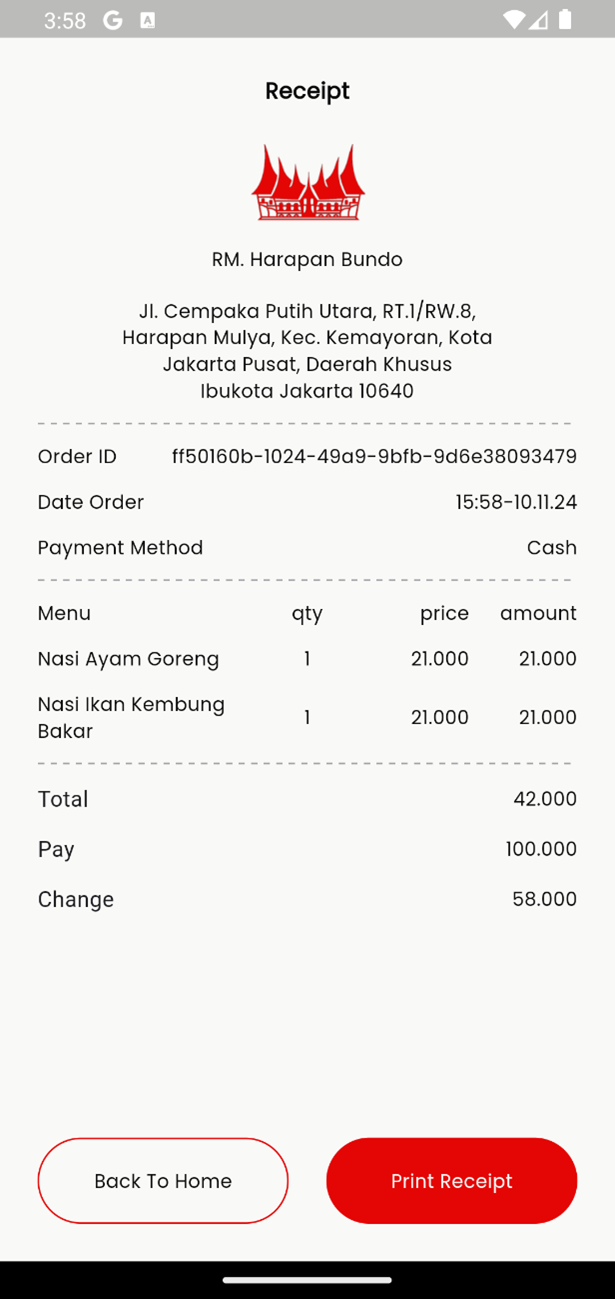 3:58
Receipt
RM. Harapan Bundo
Jl. Cempaka Putih Utara, RT.1/RW.8,
Harapan Mulya, Kec. Kemayoran, Kota
Jakarta Pusat, Daerah Khusus
Ibukota Jakarta 10640
Order ID ff50160b-1024-49a9-9bfb-9d6e38093479
Date Order 15:58-10.11.24
Payment Method Cash
Menu qty price amount
Nasi Ayam Goreng 1 21.000 21.000
Nasi Ikan Kembung
Bakar 1 21.000 21.000
Total 42.000
Pay 100.000
Change 58.000
Back To Home Print Receipt